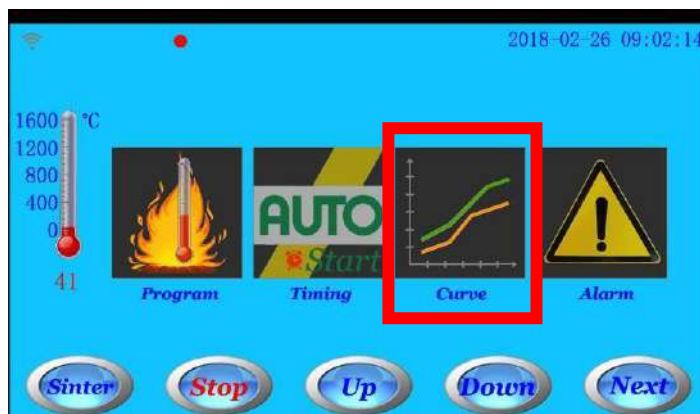 2018-02-26 09:02:14
1600 ℃
1200
800
400
0
41
AUTO
Start
Program Timing Curve Alarm
Sinter Stop Up Down Next